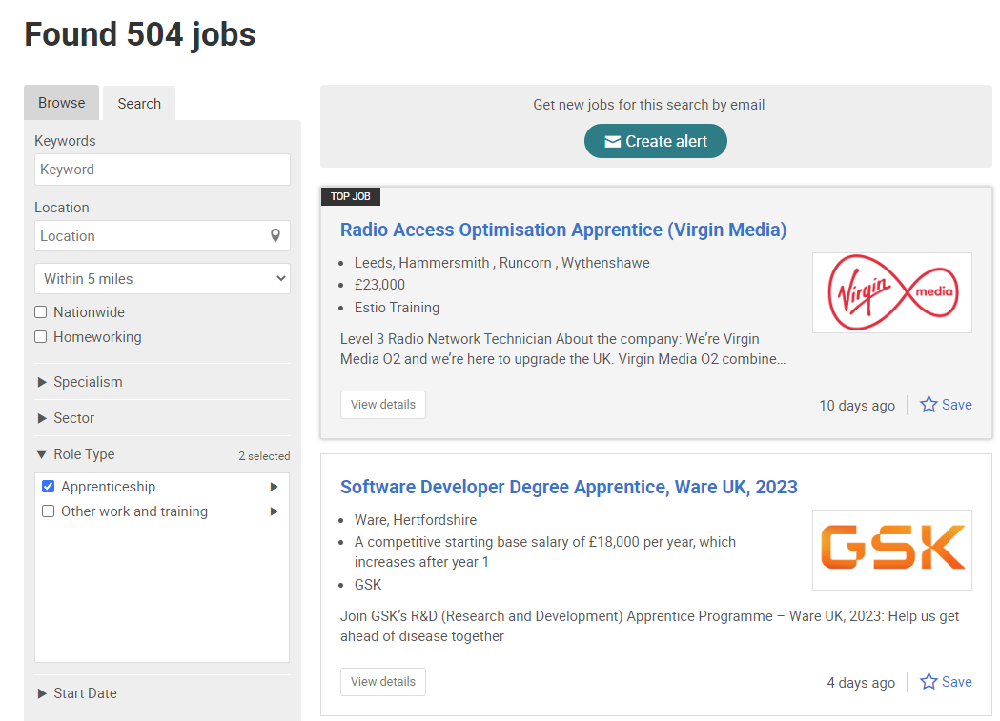 Found 504 jobs
Browse
Search
Keywords
Keyword
Location
Location
Within 5 miles
Nationwide
Homeworking
Specialism
Sector
Role Type
2 selected
Apprenticeship
Other work and training
Start Date
Get new jobs for this search by email
Create alert
TOP JOB
Radio Access Optimisation Apprentice (Virgin Media)
Leeds, Hammersmith , Runcorn , Wythenshawe
£23,000
Estio Training
Virgin media
Level 3 Radio Network Technician About the company: We’re Virgin
Media O2 and we’re here to upgrade the UK. Virgin Media O2 combine...
View details
10 days ago
Save
Software Developer Degree Apprentice, Ware UK, 2023
Ware, Hertfordshire
A competitive starting base salary of £18,000 per year, which
increases after year 1
GSK
GSK
Join GSK’s R&D (Research and Development) Apprentice Programme – Ware UK, 2023: Help us get
ahead of disease together
View details
4 days ago
Save